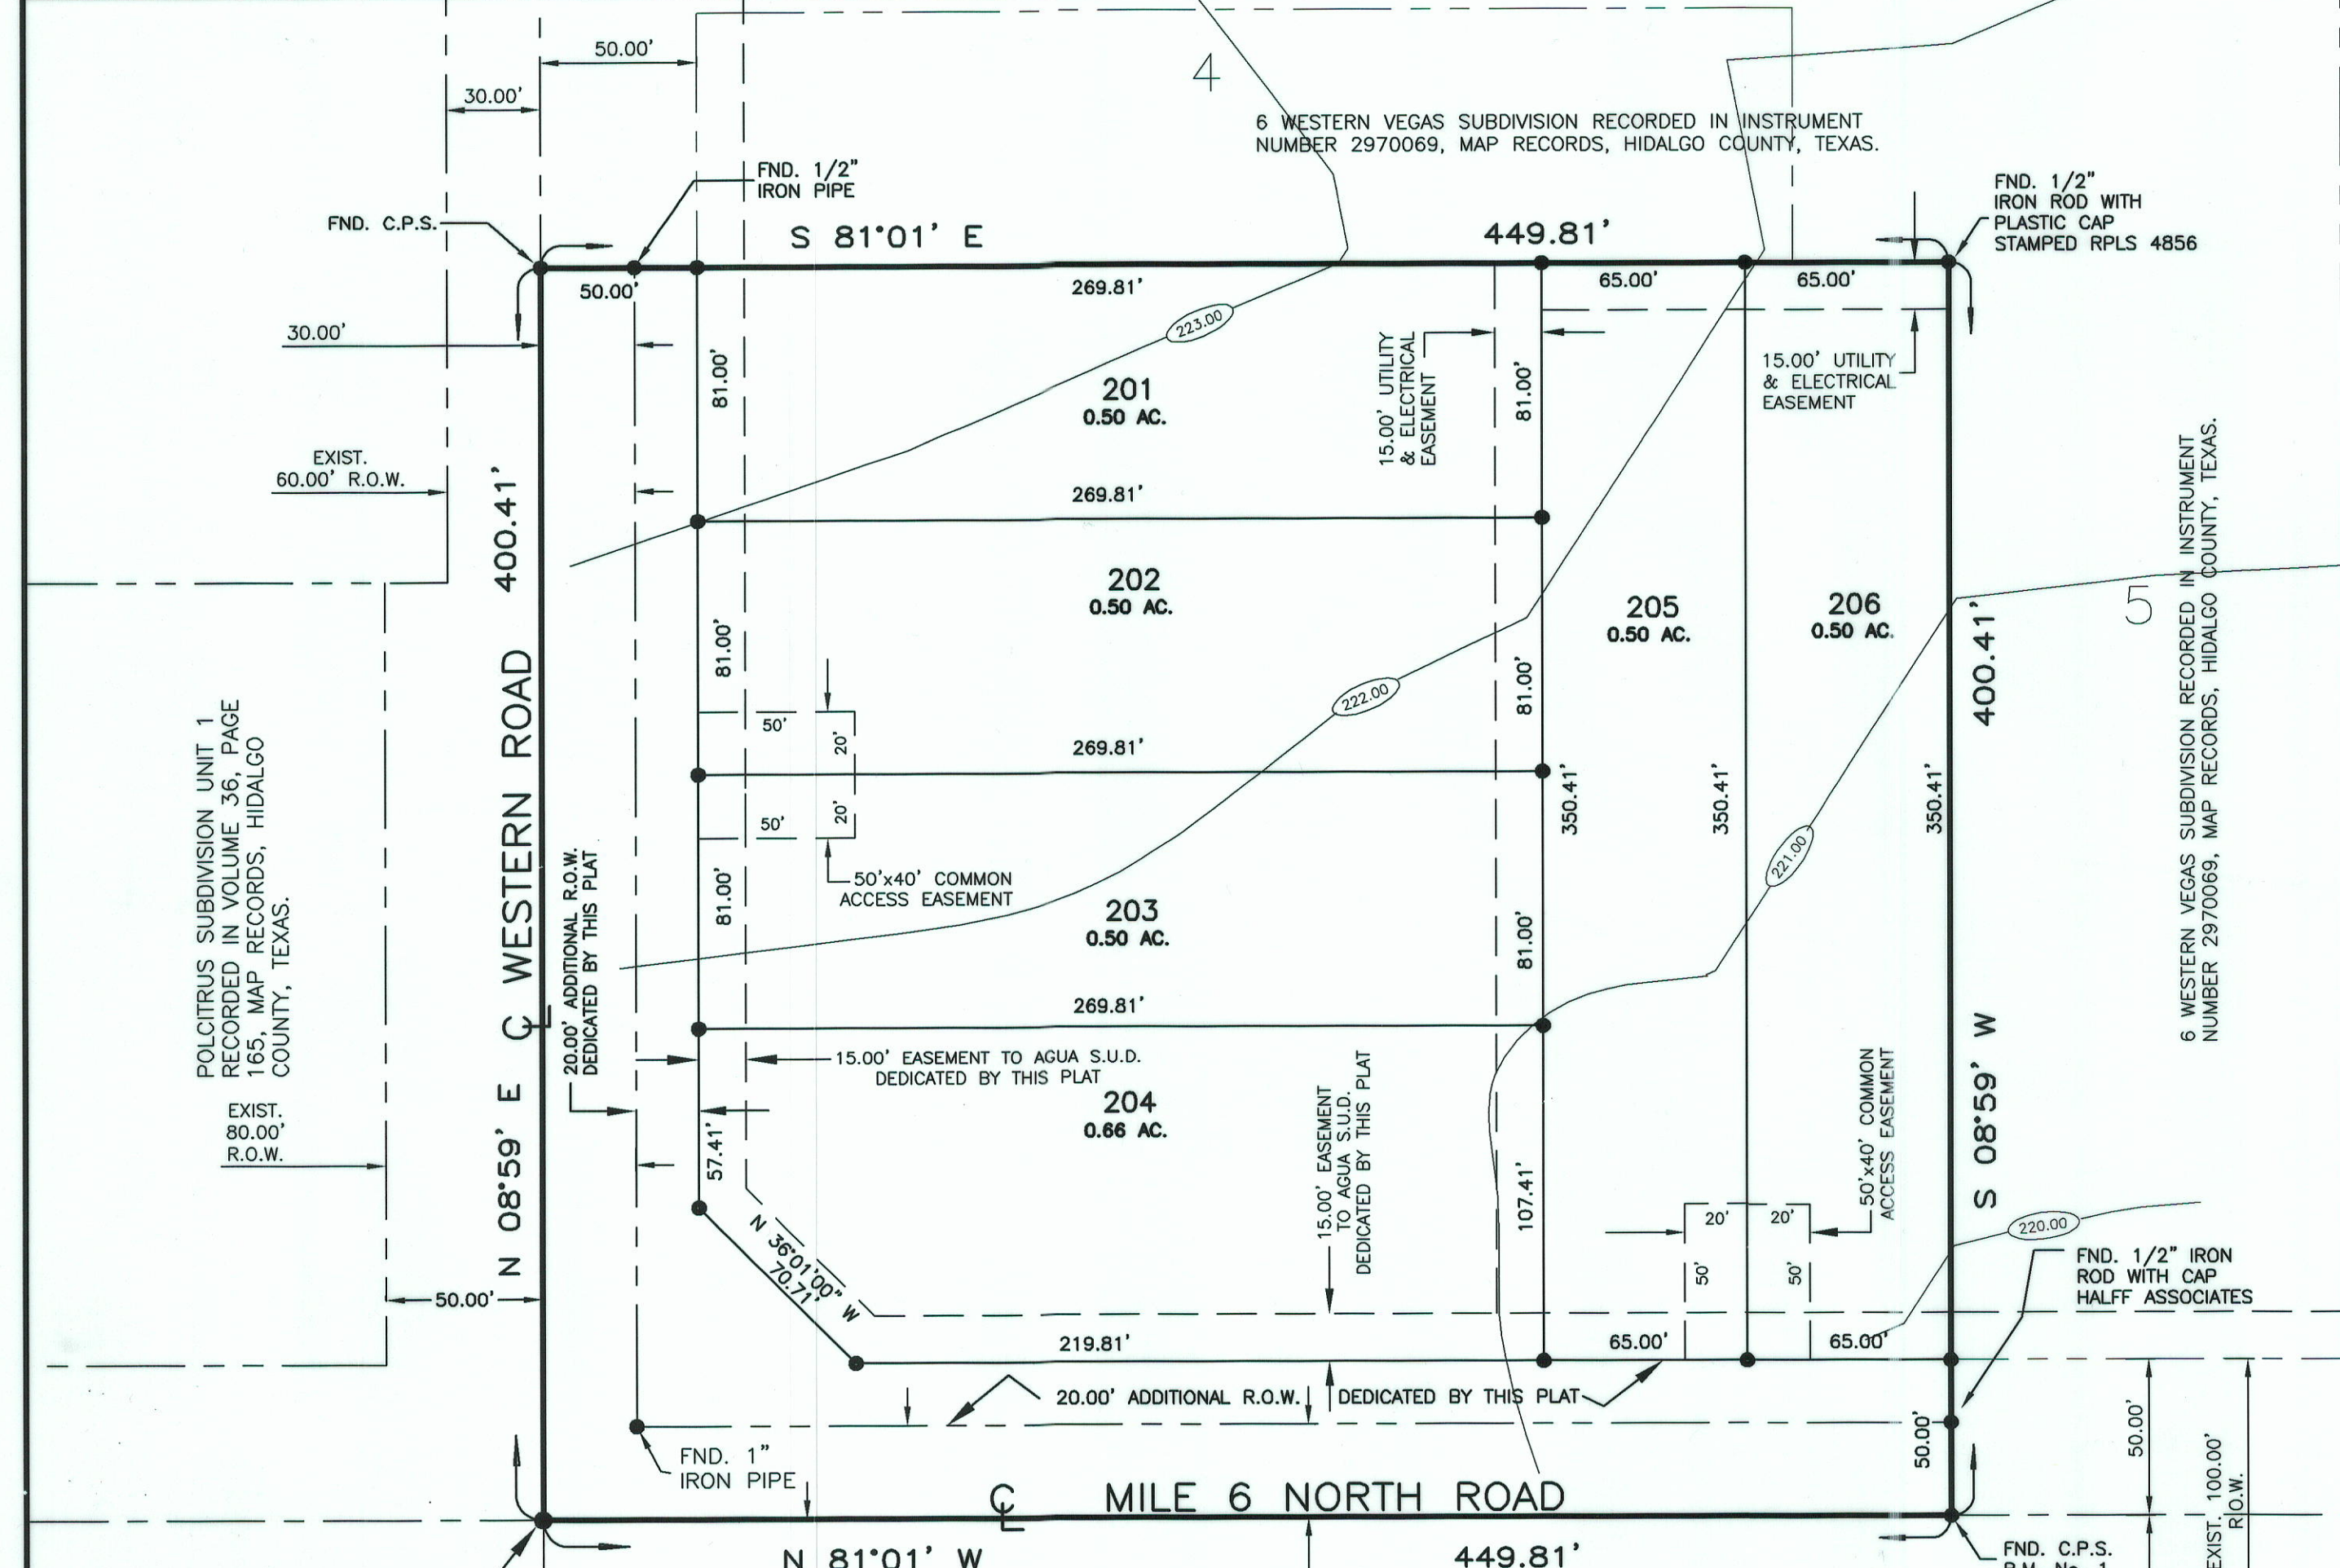 50.00'
30.00'
4
6 WESTERN VEGAS SUBDIVISION RECORDED IN INSTRUMENT
NUMBER 2970069, MAP RECORDS, HIDALGO COUNTY, TEXAS.
FND. 1/2"
IRON PIPE
FND. C.P.S.
FND. 1/2"
IRON ROD WITH
PLASTIC CAP
STAMPED RPLS 4856
S 81°01' E
449.81'
50.00'
269.81'
65.00'
65.00'
30.00'
223.00
81.00'
81.00'
15.00' UTILITY
& ELECTRICAL
EASEMENT
15.00' UTILITY
& ELECTRICAL
EASEMENT
201
0.50 AC.
EXIST.
60.00' R.O.W.
400.41'
269.81'
202
0.50 AC.
205
0.50 AC.
206
0.50 AC.
5
6 WESTERN VEGAS SUBDIVISION RECORDED IN INSTRUMENT
NUMBER 2970069, MAP RECORDS, HIDALGO COUNTY, TEXAS.
400.41'
81.00'
81.00'
222.00
50'
20'
269.81'
50'
20'
350.41'
350.41'
350.41'
221.00
POLCITRUS SUBDIVISION UNIT 1
RECORDED IN VOLUME 36, PAGE
165, MAP RECORDS, HIDALGO
COUNTY, TEXAS.
C L WESTERN ROAD
20.00' ADDITIONAL R.O.W.
DEDICATED BY THIS PLAT
50'x40' COMMON
ACCESS EASEMENT
81.00'
81.00'
203
0.50 AC.
269.81'
15.00' EASEMENT TO AGUA S.U.D.
DEDICATED BY THIS PLAT
204
0.66 AC.
15.00' EASEMENT
TO AGUA S.U.D.
DEDICATED BY THIS PLAT
50'x40' COMMON
ACCESS EASEMENT
S 08°59' W
EXIST.
80.00'
R.O.W.
N 08°59' E
57.41'
107.41'
20'
20'
50'
50'
220.00
N 36°01'00" W
70.71'
FND. 1/2" IRON
ROD WITH CAP
HALFF ASSOCIATES
50.00'
219.81'
65.00'
65.00'
20.00' ADDITIONAL R.O.W.
DEDICATED BY THIS PLAT
50.00'
50.00'
EXIST. 100.00'
R.O.W.
FND. 1"
IRON PIPE
C L MILE 6 NORTH ROAD
N 81°01' W
449.81'
FND. C.P.S.